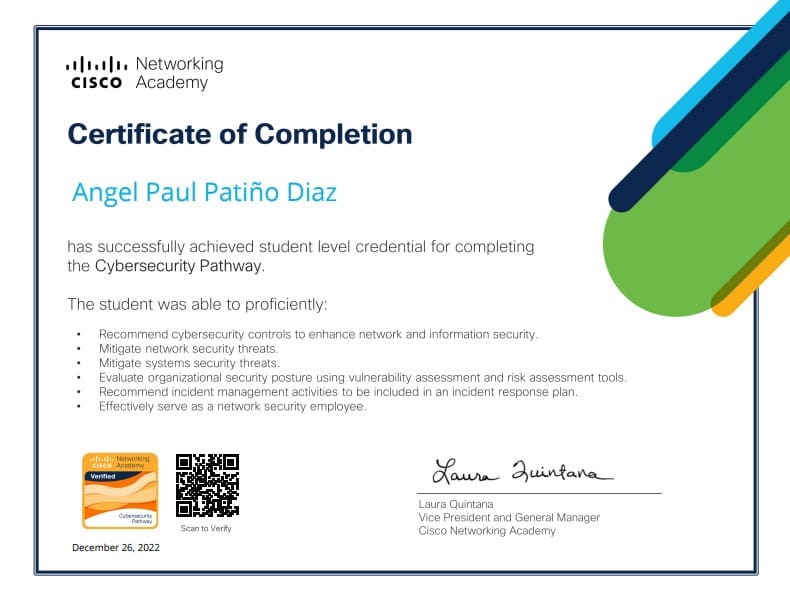 Networking
CISCO Academy
Certificate of Completion
Angel Paul Patiño Diaz
has successfully achieved student level credential for completing
the Cybersecurity Pathway.
The student was able to proficiently:
• Recommend cybersecurity controls to enhance network and information security.
• Mitigate network security threats.
• Mitigate systems security threats.
• Evaluate organizational security posture using vulnerability assessment and risk assessment tools.
• Recommend incident management activities to be included in an incident response plan.
• Effectively serve as a network security employee.
Networking
CISCO Academy
Verified
Cybersecurity
Pathway
Scan to Verify
December 26, 2022
Laura Quintana
Laura Quintana
Vice President and General Manager
Cisco Networking Academy